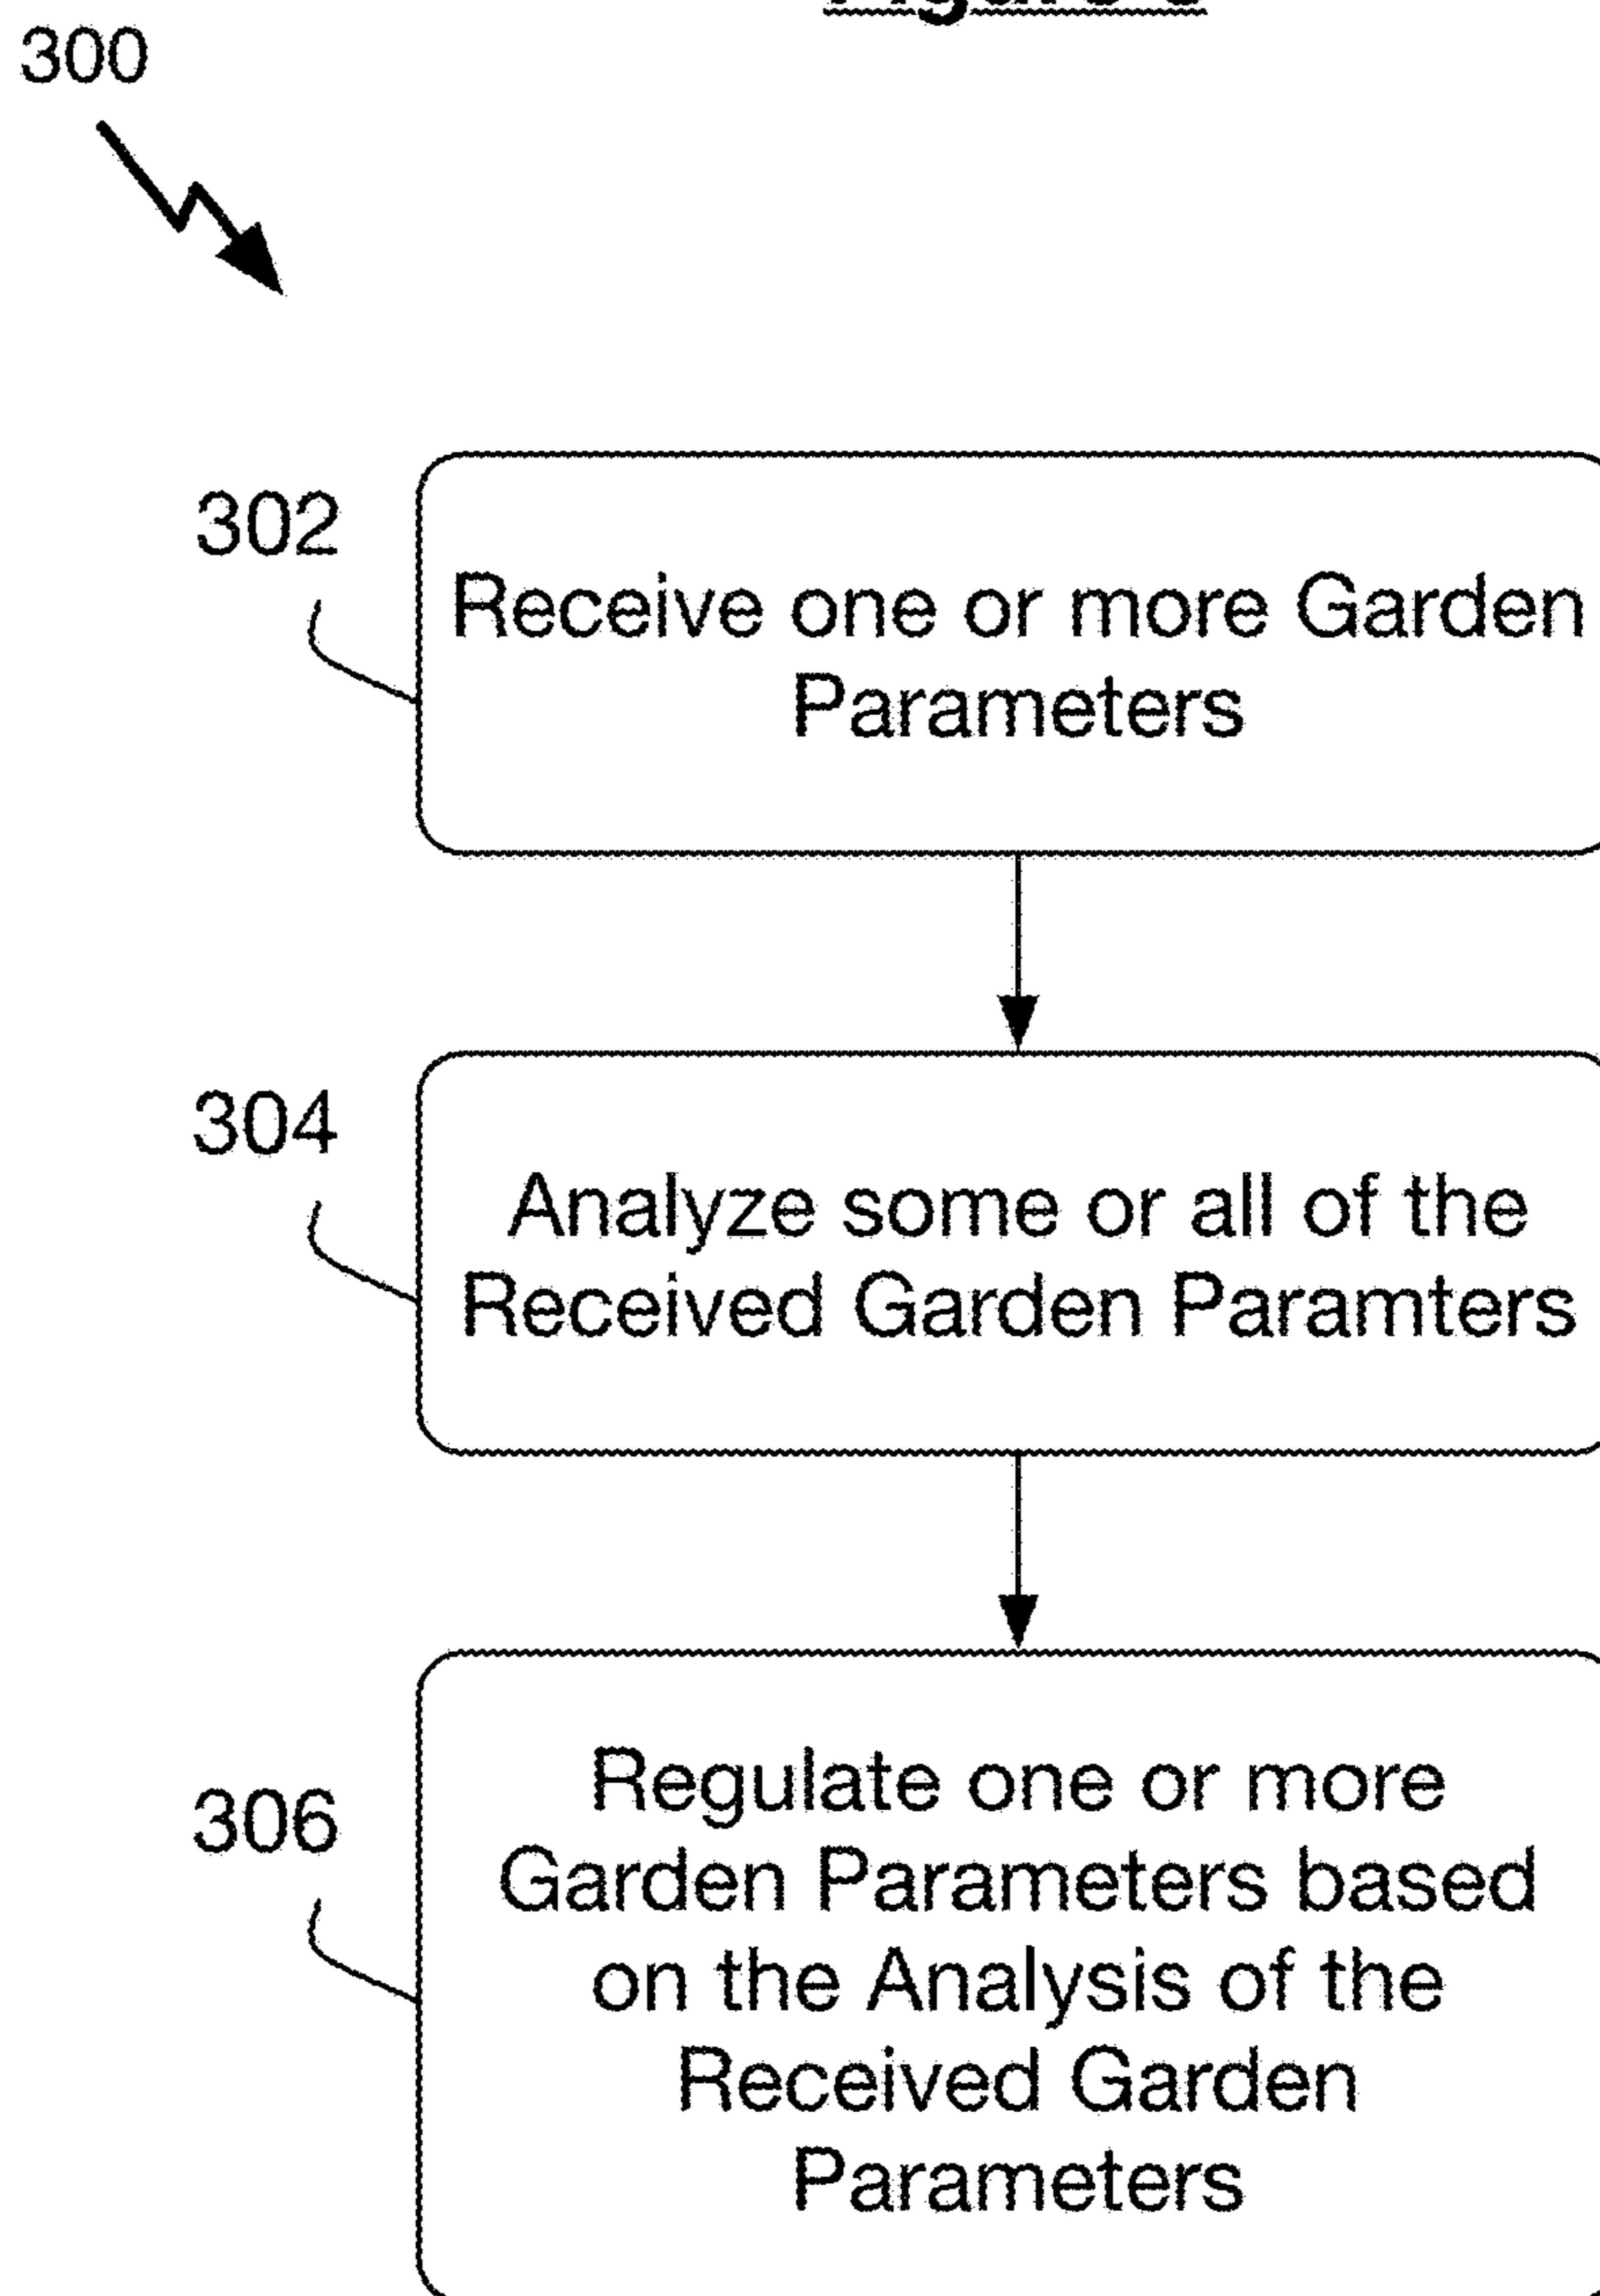 300
302
Receive one or more Garden
Parameters
304
Analyze some or all of the
Received Garden Paramters
306
Regulate one or more
Garden Parameters based
on the Analysis of the
Received Garden
Parameters